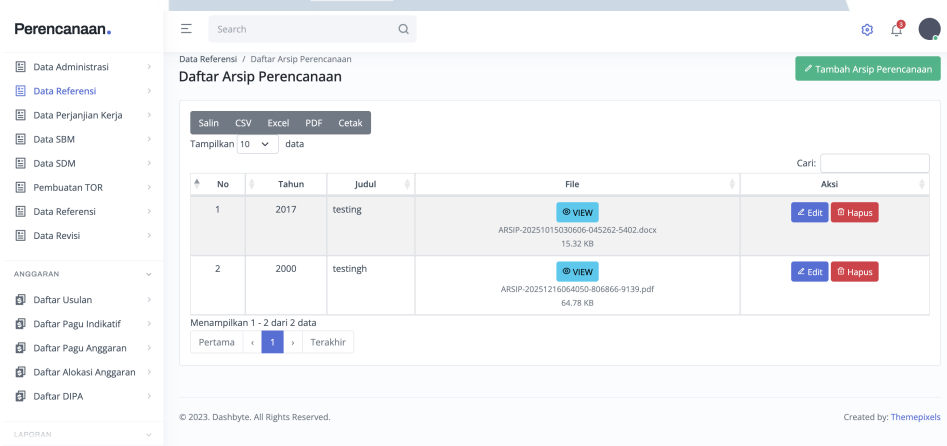 Perencanaan.
Search
3
Data Administrasi
Data Referensi
Data Perjanjian Kerja
Data SBM
Data SDM
Pembuatan TOR
Data Referensi
Data Revisi
ANGGARAN
Daftar Usulan
Daftar Pagu Indikatif
Daftar Pagu Anggaran
Daftar Alokasi Anggaran
Daftar DIPA
LAPORAN
Data Referensi / Daftar Arsip Perencanaan
Daftar Arsip Perencanaan
Tambah Arsip Perencanaan
Salin CSV Excel PDF Cetak
Tampilkan 10 data
Cari:
No Tahun Judul File Aksi
1 2017 testing VIEW Edit Hapus
ARSIP-20251015030606-045262-5402.docx
15.32 KB
2 2000 testingh VIEW Edit Hapus
ARSIP-20251216064050-806866-9139.pdf
64.78 KB
Menampilkan 1 - 2 dari 2 data
Pertama ‹ 1 › Terakhir
© 2023. Dashbyte. All Rights Reserved.
Created by: Themepixels